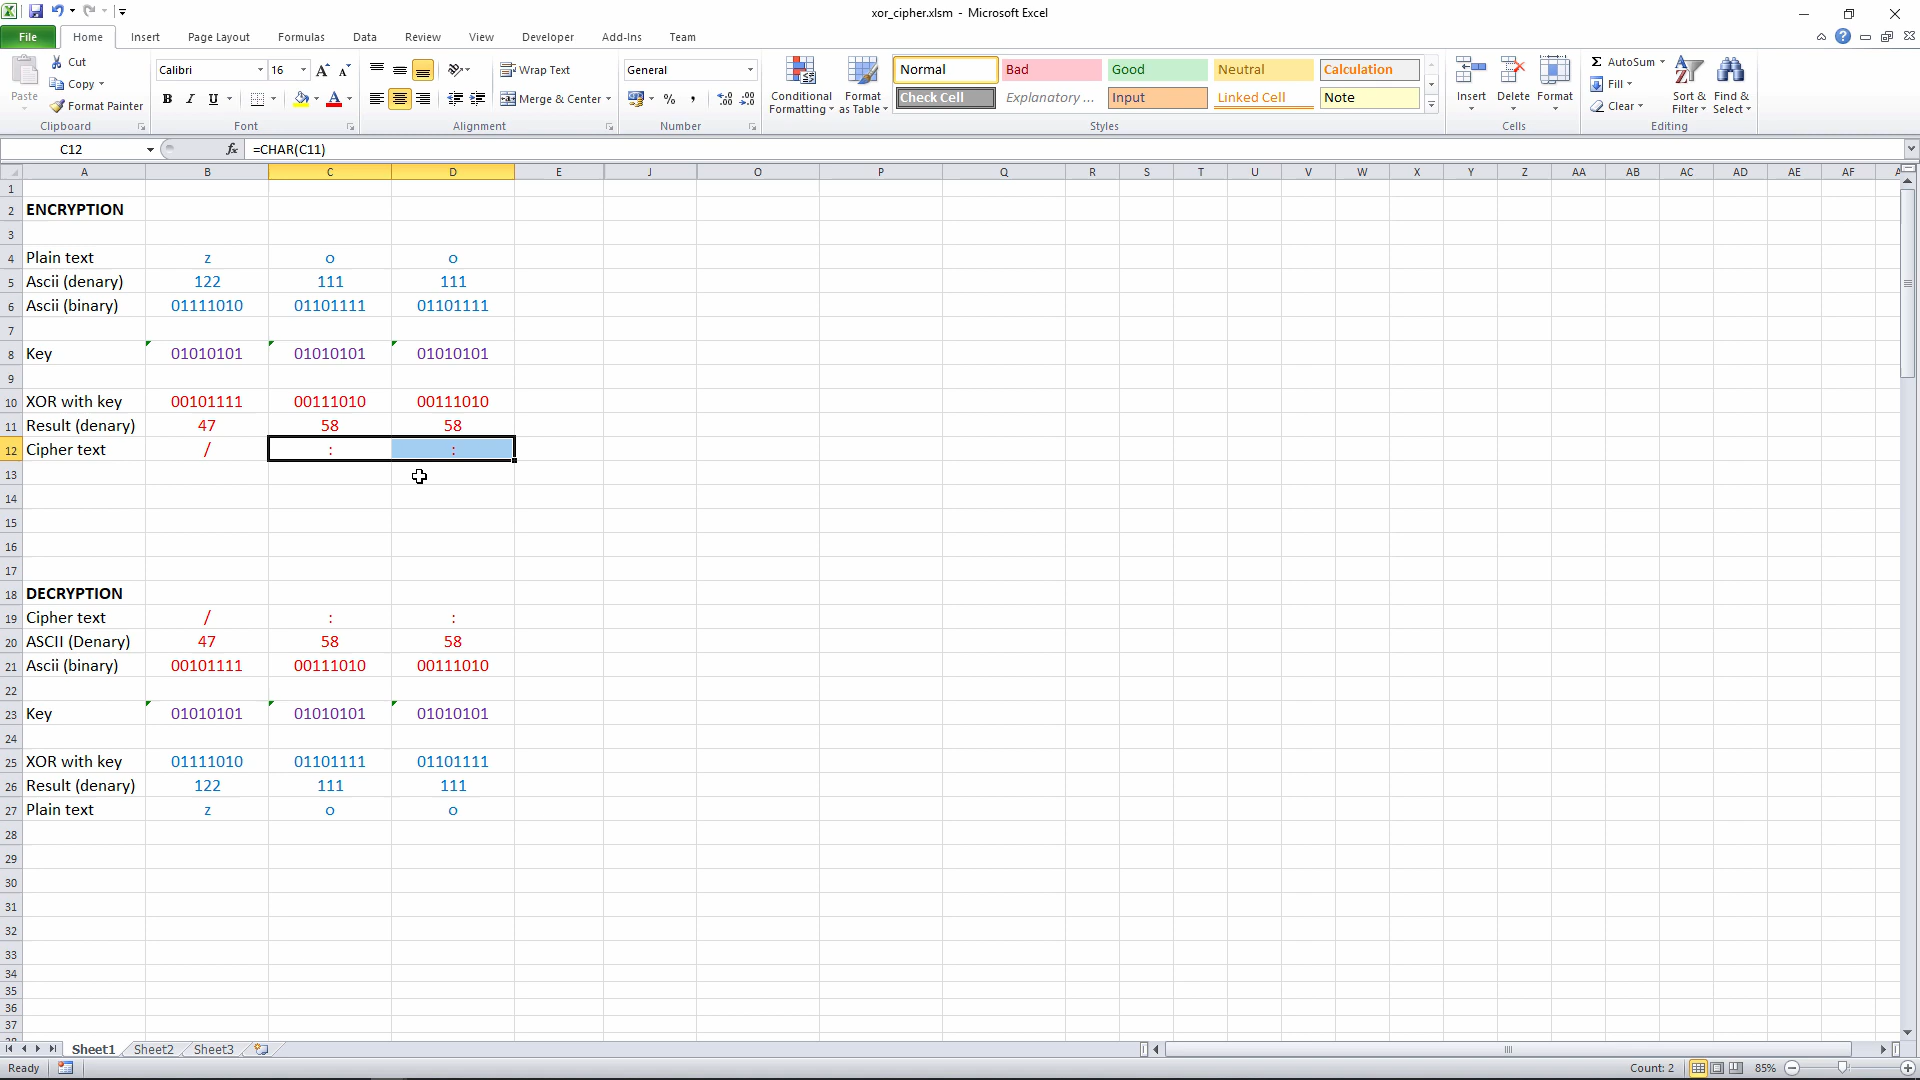 xor_cipher.xlsm - Microsoft Excel
File Home Insert Page Layout Formulas Data Review View Developer Add-Ins Team
Paste Cut Copy Format Painter Clipboard
Calibri 16 B I U Font
Wrap Text Merge & Center Alignment
General % , Number
Conditional Formatting Format as Table
Normal Bad Good Neutral Calculation
Check Cell Explanatory ... Input Linked Cell Note
Styles
Insert Delete Format Cells
AutoSum Fill Clear Sort & Filter Find & Select Editing
C12 fx =CHAR(C11)
A B C D E J O P Q R S T U V W X Y Z AA AB AC AD AE AF
1
2 ENCRYPTION
3
4 Plain text z o o
5 Ascii (denary) 122 111 111
6 Ascii (binary) 01111010 01101111 01101111
7
8 Key 01010101 01010101 01010101
9
10 XOR with key 00101111 00111010 00111010
11 Result (denary) 47 58 58
12 Cipher text / : :
13
14
15
16
17
18 DECRYPTION
19 Cipher text / : :
20 ASCII (Denary) 47 58 58
21 Ascii (binary) 00101111 00111010 00111010
22
23 Key 01010101 01010101 01010101
24
25 XOR with key 01111010 01101111 01101111
26 Result (denary) 122 111 111
27 Plain text z o o
28
29
30
31
32
33
34
35
36
37
Sheet1 Sheet2 Sheet3
Ready Count: 2 85%